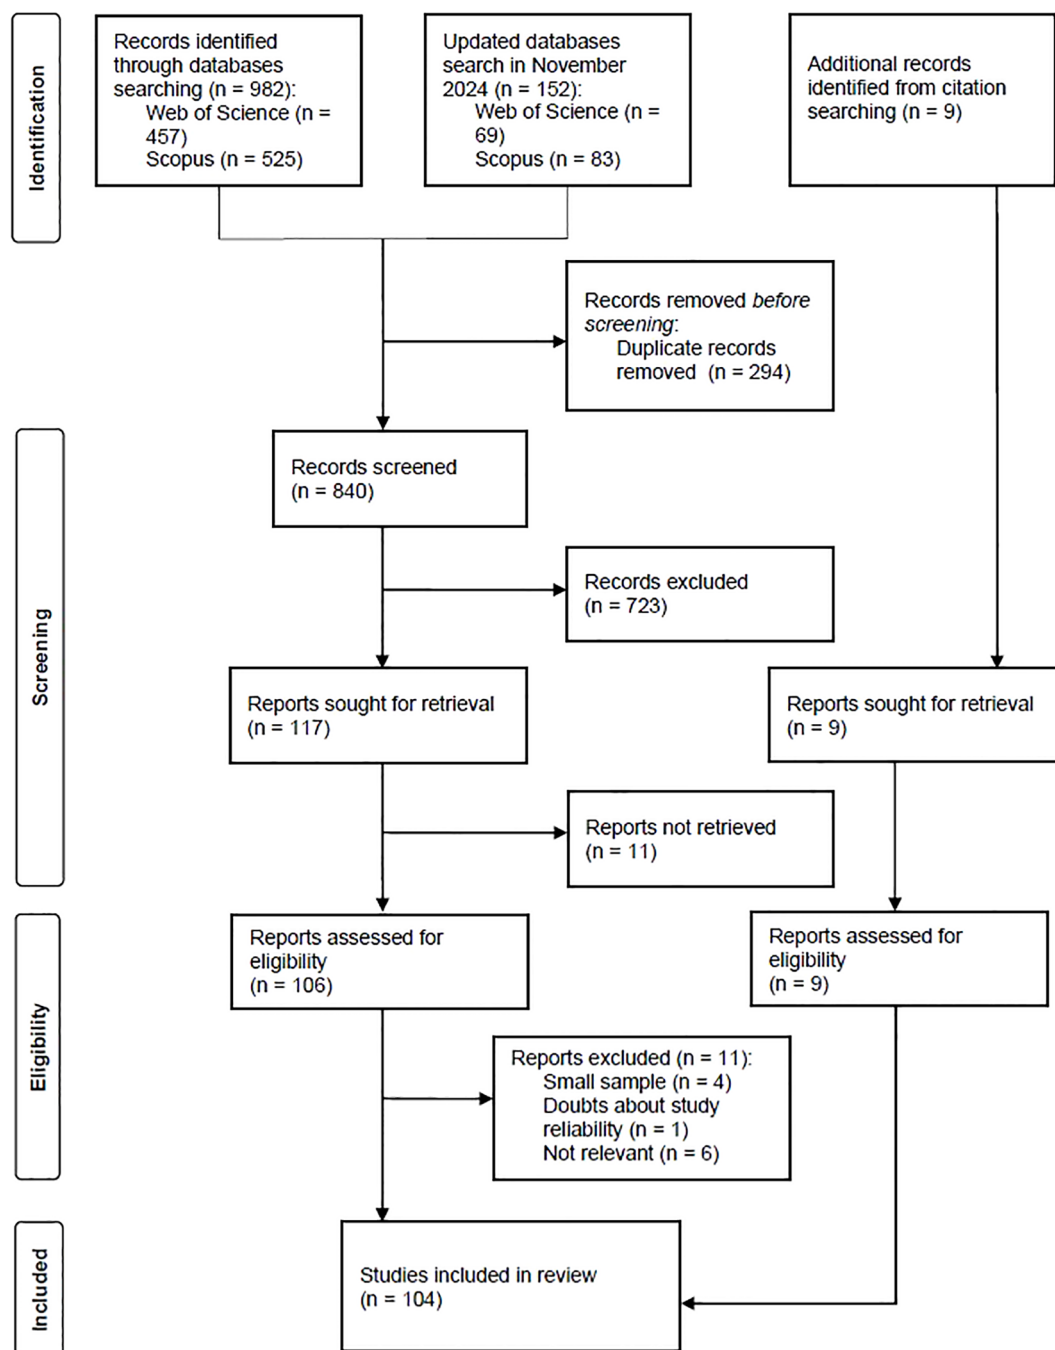 Identification
Records identified
through databases
searching (n = 982):
Web of Science (n =
457)
Scopus (n = 525)
Updated databases
search in November
2024 (n = 152):
Web of Science (n =
69)
Scopus (n = 83)
Additional records
identified from citation
searching (n = 9)
Records removed before
screening:
Duplicate records
removed (n = 294)
Screening
Records screened
(n = 840)
Records excluded
(n = 723)
Reports sought for retrieval
(n = 117)
Reports sought for retrieval
(n = 9)
Reports not retrieved
(n = 11)
Eligibility
Reports assessed for
eligibility
(n = 106)
Reports assessed for
eligibility
(n = 9)
Reports excluded (n = 11):
Small sample (n = 4)
Doubts about study
reliability (n = 1)
Not relevant (n = 6)
Included
Studies included in review
(n = 104)